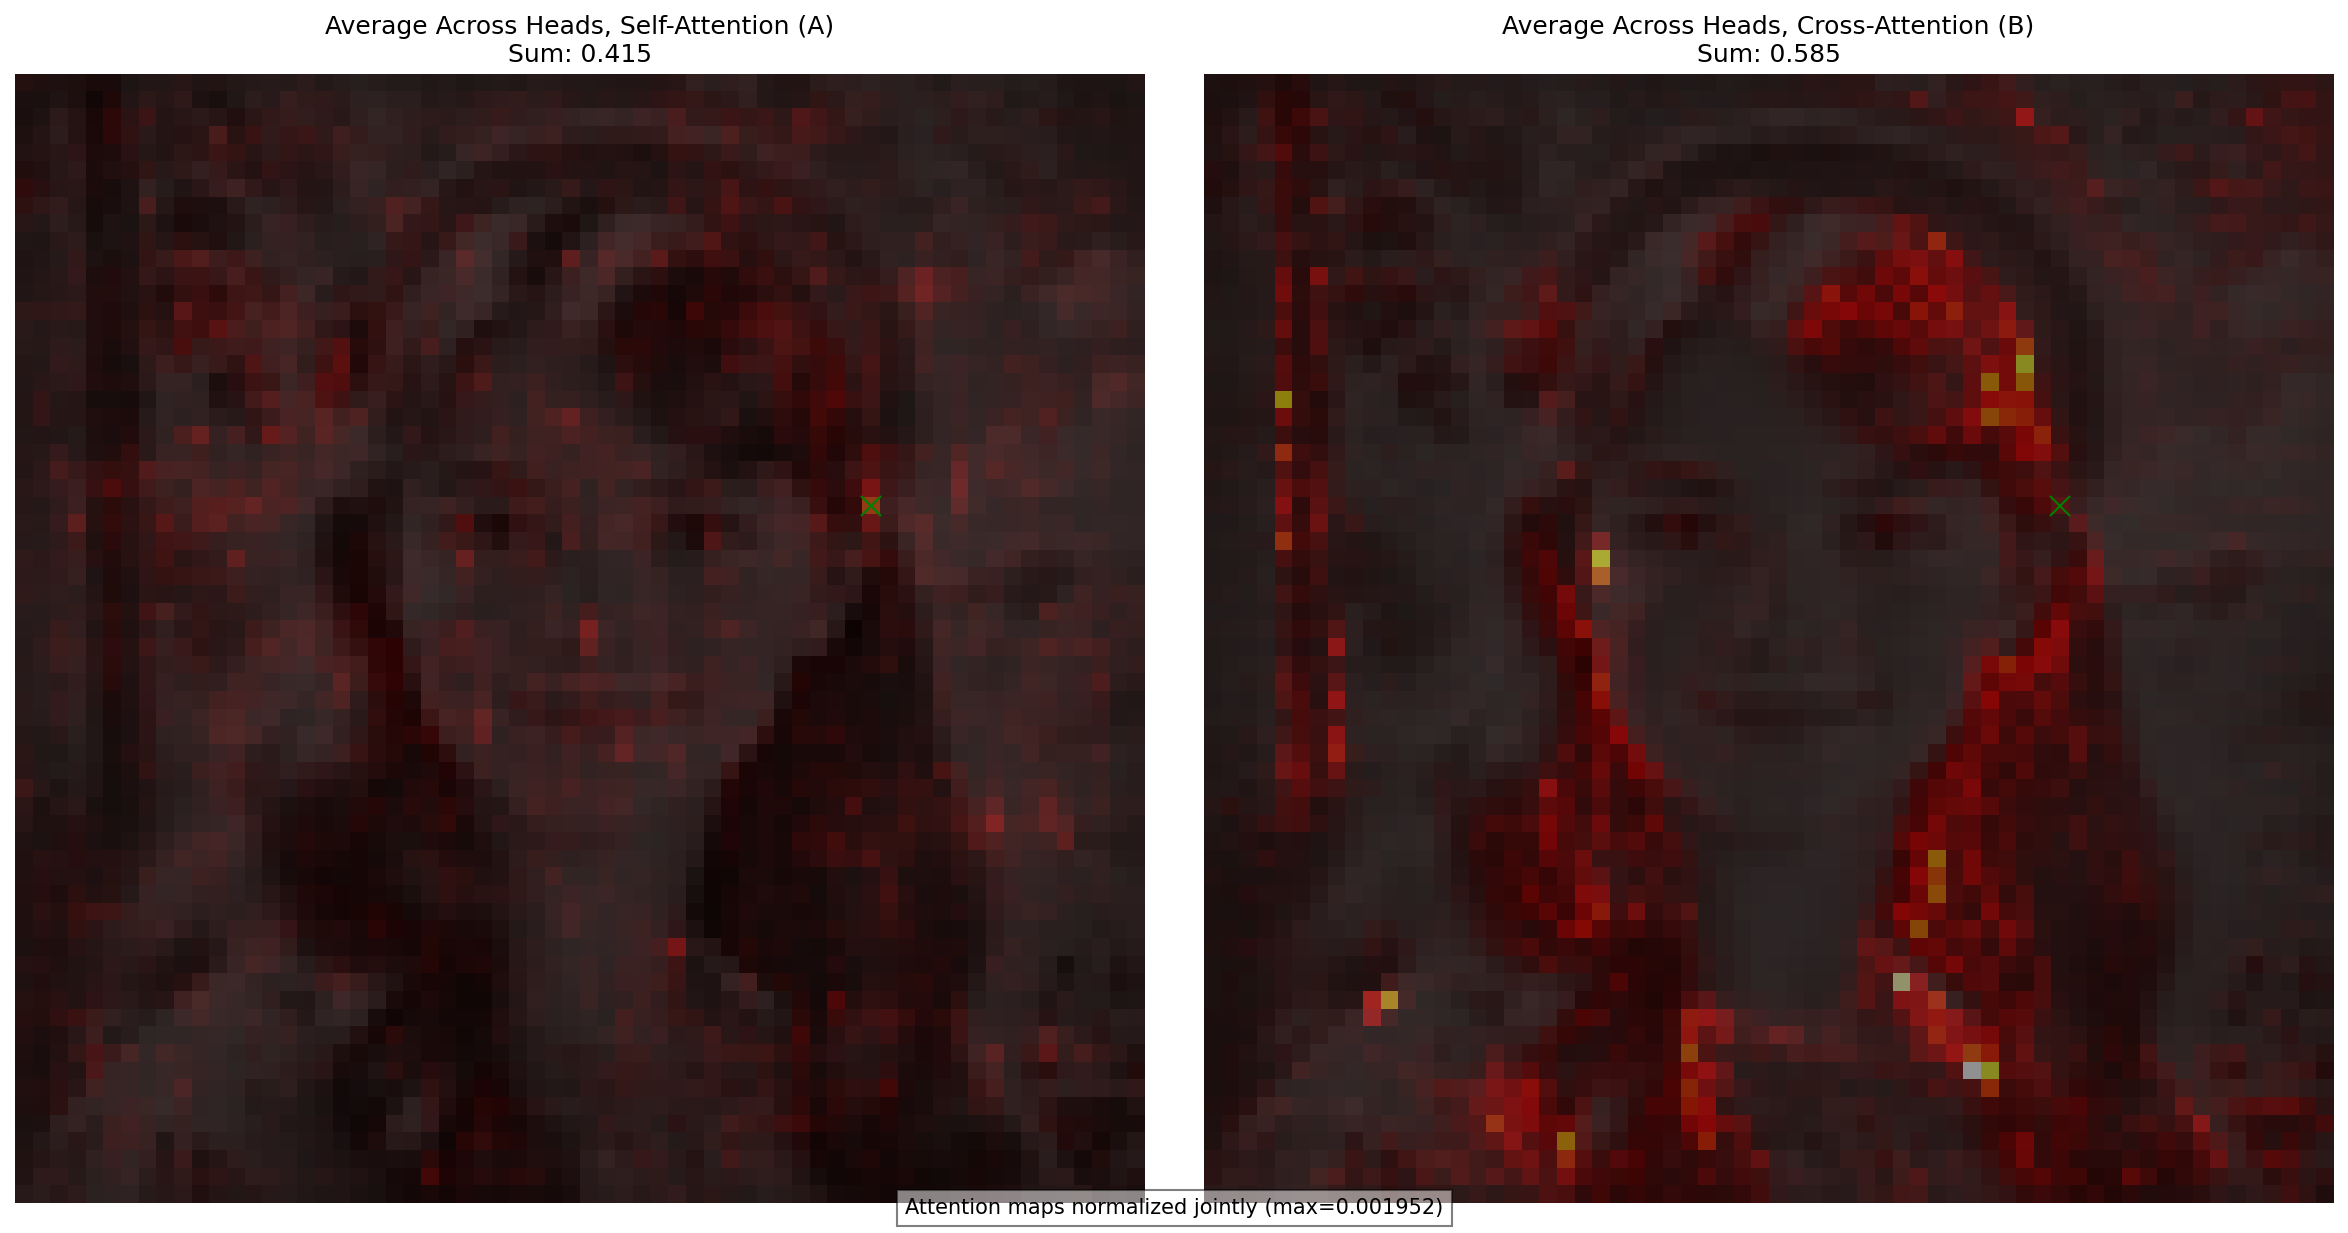 Average Across Heads, Self-Attention (A)
Sum: 0.415
Average Across Heads, Cross-Attention (B)
Sum: 0.585
Attention maps normalized jointly (max=0.001952)